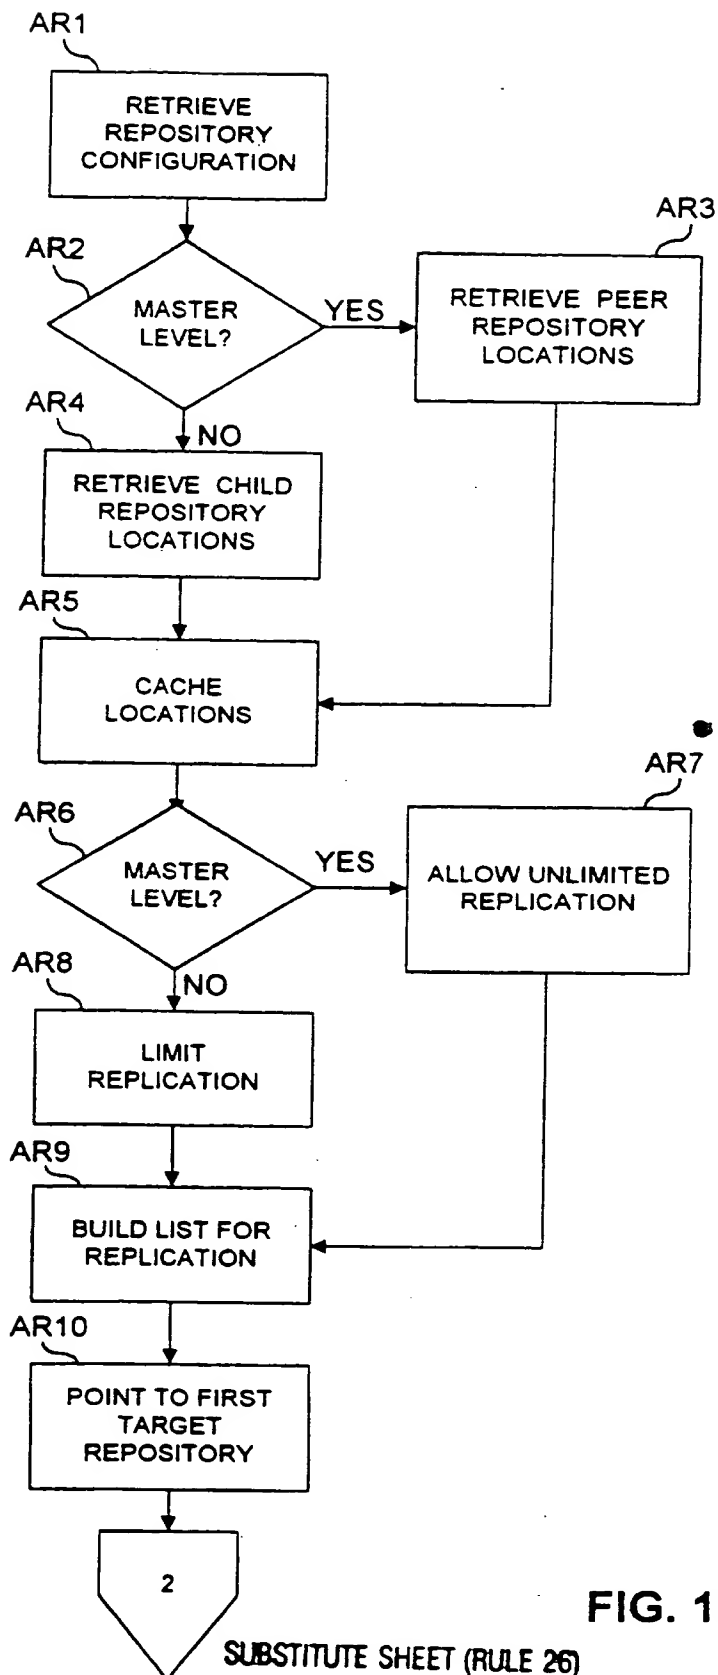 AR1
RETRIEVE
REPOSITORY
CONFIGURATION
AR2
MASTER
LEVEL?
YES
AR3
RETRIEVE PEER
REPOSITORY
LOCATIONS
NO
AR4
RETRIEVE CHILD
REPOSITORY
LOCATIONS
AR5
CACHE
LOCATIONS
AR6
MASTER
LEVEL?
YES
AR7
ALLOW UNLIMITED
REPLICATION
NO
AR8
LIMIT
REPLICATION
AR9
BUILD LIST FOR
REPLICATION
AR10
POINT TO FIRST
TARGET
REPOSITORY
2
FIG. 1
SUBSTITUTE SHEET (RULE 26)